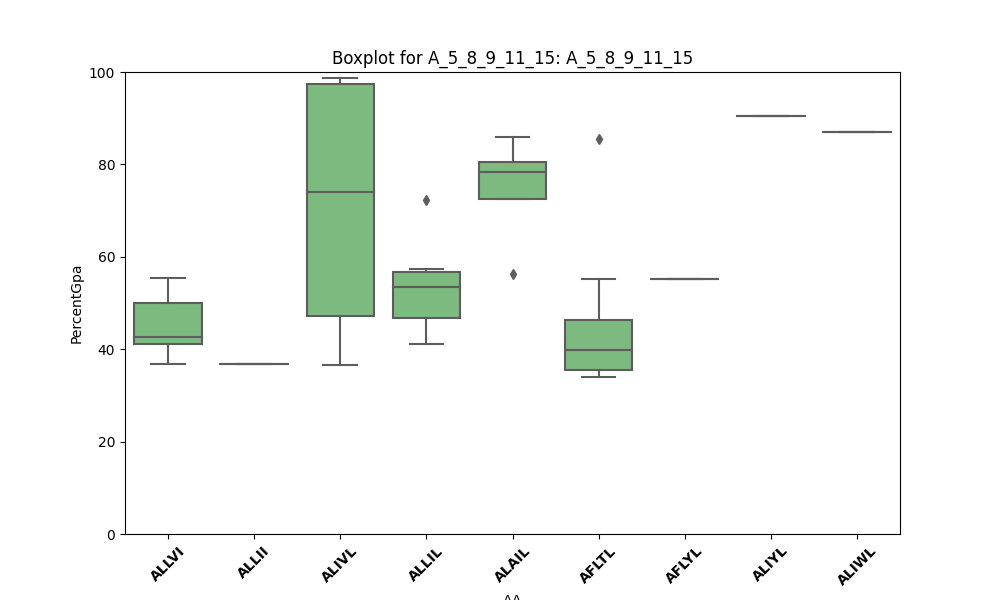 Boxplot for A_5_8_9_11_15: A_5_8_9_11_15
100
80
60
40
20
0
PercentGpa
ALLVI ALLII ALIVL ALLIL ALAIL AFLTL AFLYL ALIYL ALIWL
AA